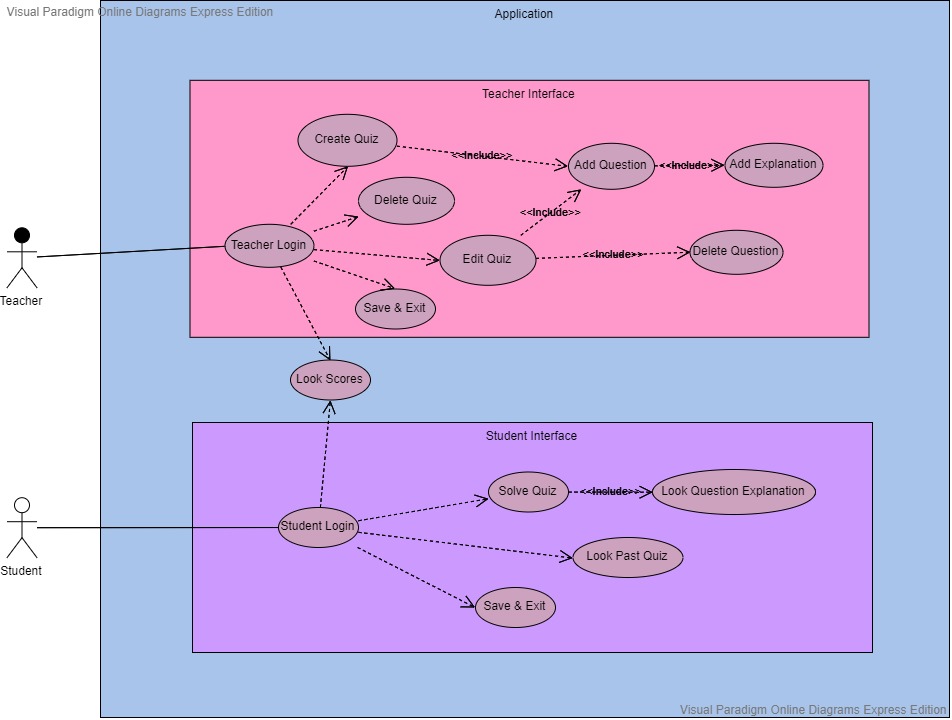 Visual Paradigm Online Diagrams Express Edition
Application
Teacher Interface
Create Quiz
<<Include>>
Add Question
<<Include>>
Add Explanation
Delete Quiz
<<Include>>
Teacher Login
Edit Quiz
<<Include>>
Delete Question
Teacher
Save & Exit
Look Scores
Student Interface
Solve Quiz
<<Include>>
Look Question Explanation
Student Login
Look Past Quiz
Student
Save & Exit
Visual Paradigm Online Diagrams Express Edition